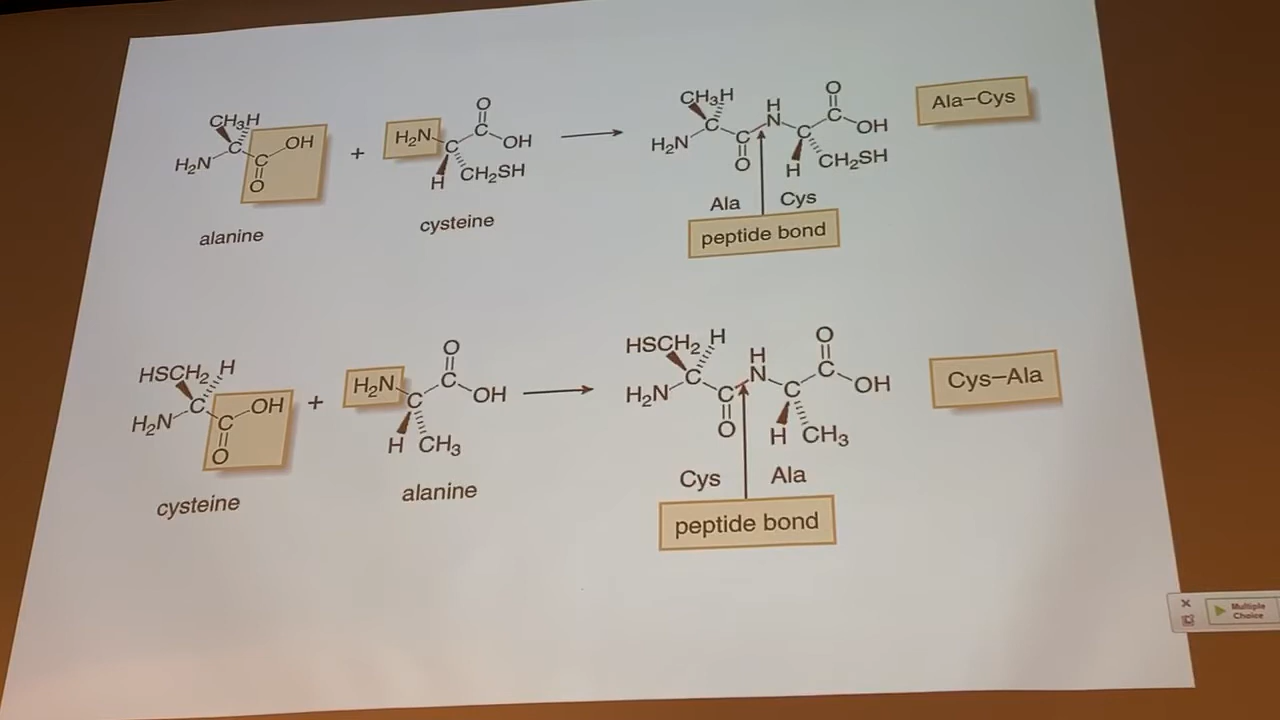 CH₃H O H₂N C OH C O + H₂N C C OH H CH₂SH → CH₃H H₂N C C O H N C C O OH H CH₂SH Ala–Cys
Ala Cys
alanine cysteine peptide bond
HSCH₂ H H₂N C C OH O + H₂N C C O OH H CH₃ → HSCH₂ H H₂N C C O H N C C O OH H CH₃ Cys–Ala
Cys Ala
cysteine alanine peptide bond
Multiple
Choice